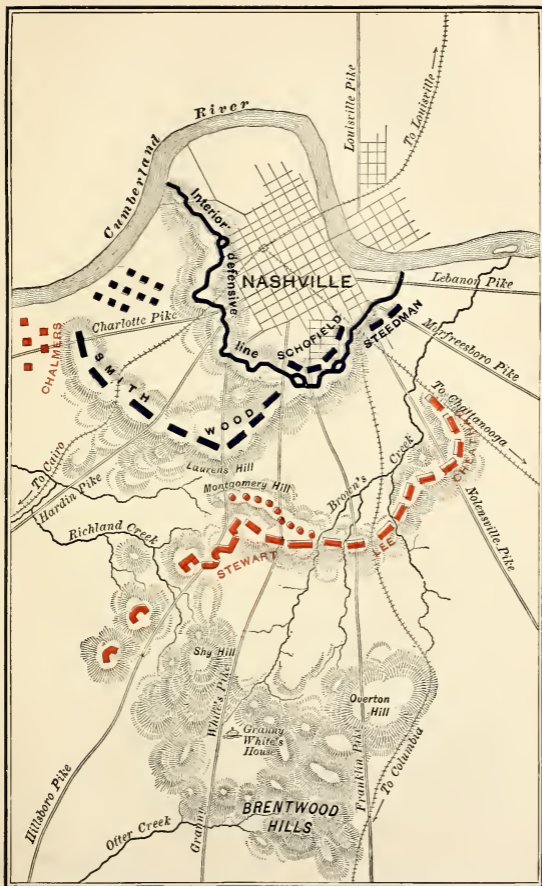 Cumberland River
Louisville Pike
To Louisville
Interior defensive line
NASHVILLE
Lebanon Pike
Charlotte Pike
CHALMERS
SCHOFIELD
STEEDMAN
Murfreesboro Pike
SMITH
WOOD
To Chattanooga
To Cairo
Hardin Pike
Laurens Hill
Montgomery Hill
Brown's Creek
Nolensville Pike
Richland Creek
STEWART
LEE
Shy Hill
White's Pike
Overton
Hill
Granny
White's
House
Franklin Pike
To Columbia
Hillsboro Pike
BRENTWOOD
HILLS
Otter Creek
Granny